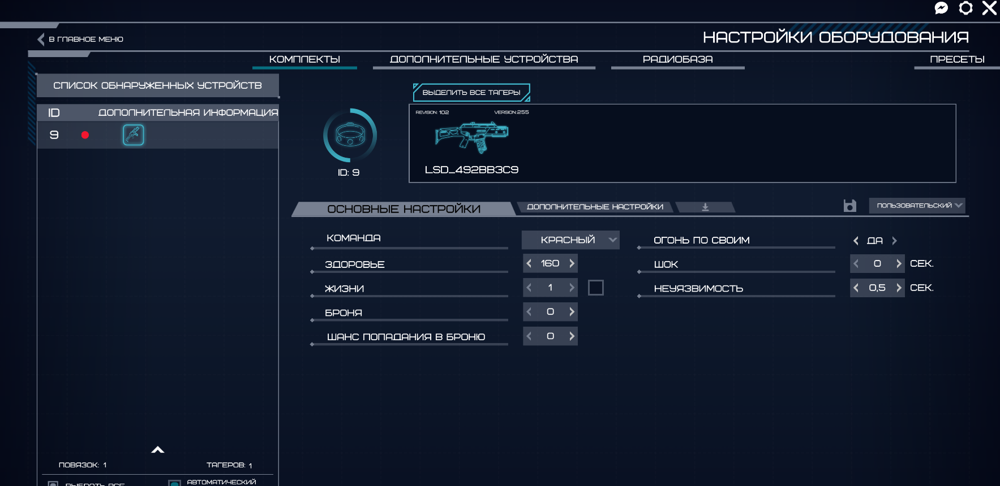 В ГЛАВНОЕ МЕНЮ
НАСТРОЙКИ ОБОРУДОВАНИЯ
КОМПЛЕКТЫ
ДОПОЛНИТЕЛЬНЫЕ УСТРОЙСТВА
РАДИОБАЗА
ПРЕСЕТЫ
СПИСОК ОБНАРУЖЕННЫХ УСТРОЙСТВ
ID ДОПОЛНИТЕЛЬНАЯ ИНФОРМАЦИЯ
9
ВЫДЕЛИТЬ ВСЕ ТАГЕРЫ
REVISION: 102 VERSION:255
LSD_492BB3C9
ID: 9
ОСНОВНЫЕ НАСТРОЙКИ
ДОПОЛНИТЕЛЬНЫЕ НАСТРОЙКИ
ПОЛЬЗОВАТЕЛЬСКИЙ
КОМАНДА КРАСНЫЙ
ЗДОРОВЬЕ 160
ЖИЗНИ 1
БРОНЯ 0
ШАНС ПОПАДАНИЯ В БРОНЮ 0
ОГОНЬ ПО СВОИМ ДА
ШОК 0 СЕК.
НЕУЯЗВИМОСТЬ 0,5 СЕК.
ПОВЯЗОК: 1 ТАГЕРОВ: 1
ВЫБРАТЬ ВСЕ
АВТОМАТИЧЕСКИЙ